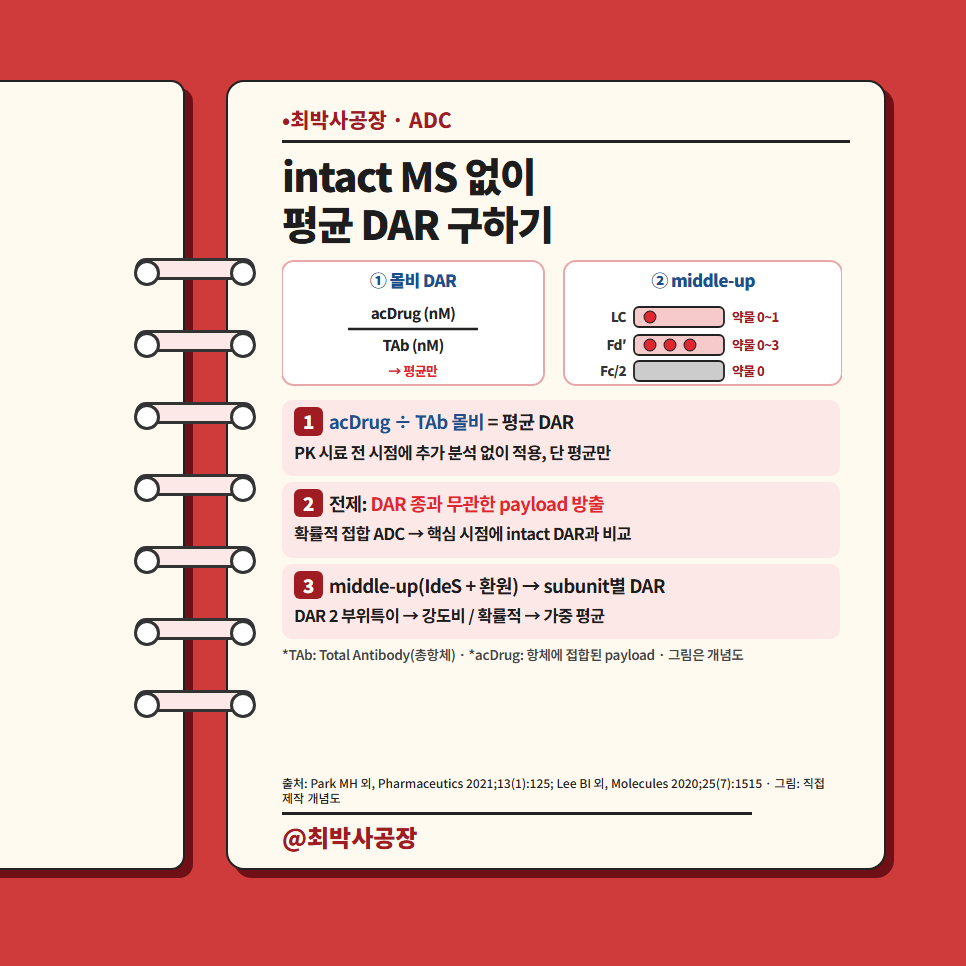 •최박사공장 · ADC
intact MS 없이
평균 DAR 구하기
① 몰비 DAR
acDrug (nM)
TAb (nM)
→ 평균만
② middle-up
LC 약물 0~1
Fd′ 약물 0~3
Fc/2 약물 0
1 acDrug ÷ TAb 몰비 = 평균 DAR
PK 시료 전 시점에 추가 분석 없이 적용, 단 평균만
2 전제: DAR 종과 무관한 payload 방출
확률적 접합 ADC → 핵심 시점에 intact DAR과 비교
3 middle-up(IdeS + 환원) → subunit별 DAR
DAR 2 부위특이 → 강도비 / 확률적 → 가중 평균
*TAb: Total Antibody(총항체) · *acDrug: 항체에 접합된 payload · 그림은 개념도
출처: Park MH 외, Pharmaceutics 2021;13(1):125; Lee BI 외, Molecules 2020;25(7):1515 · 그림: 직접
제작 개념도
@최박사공장